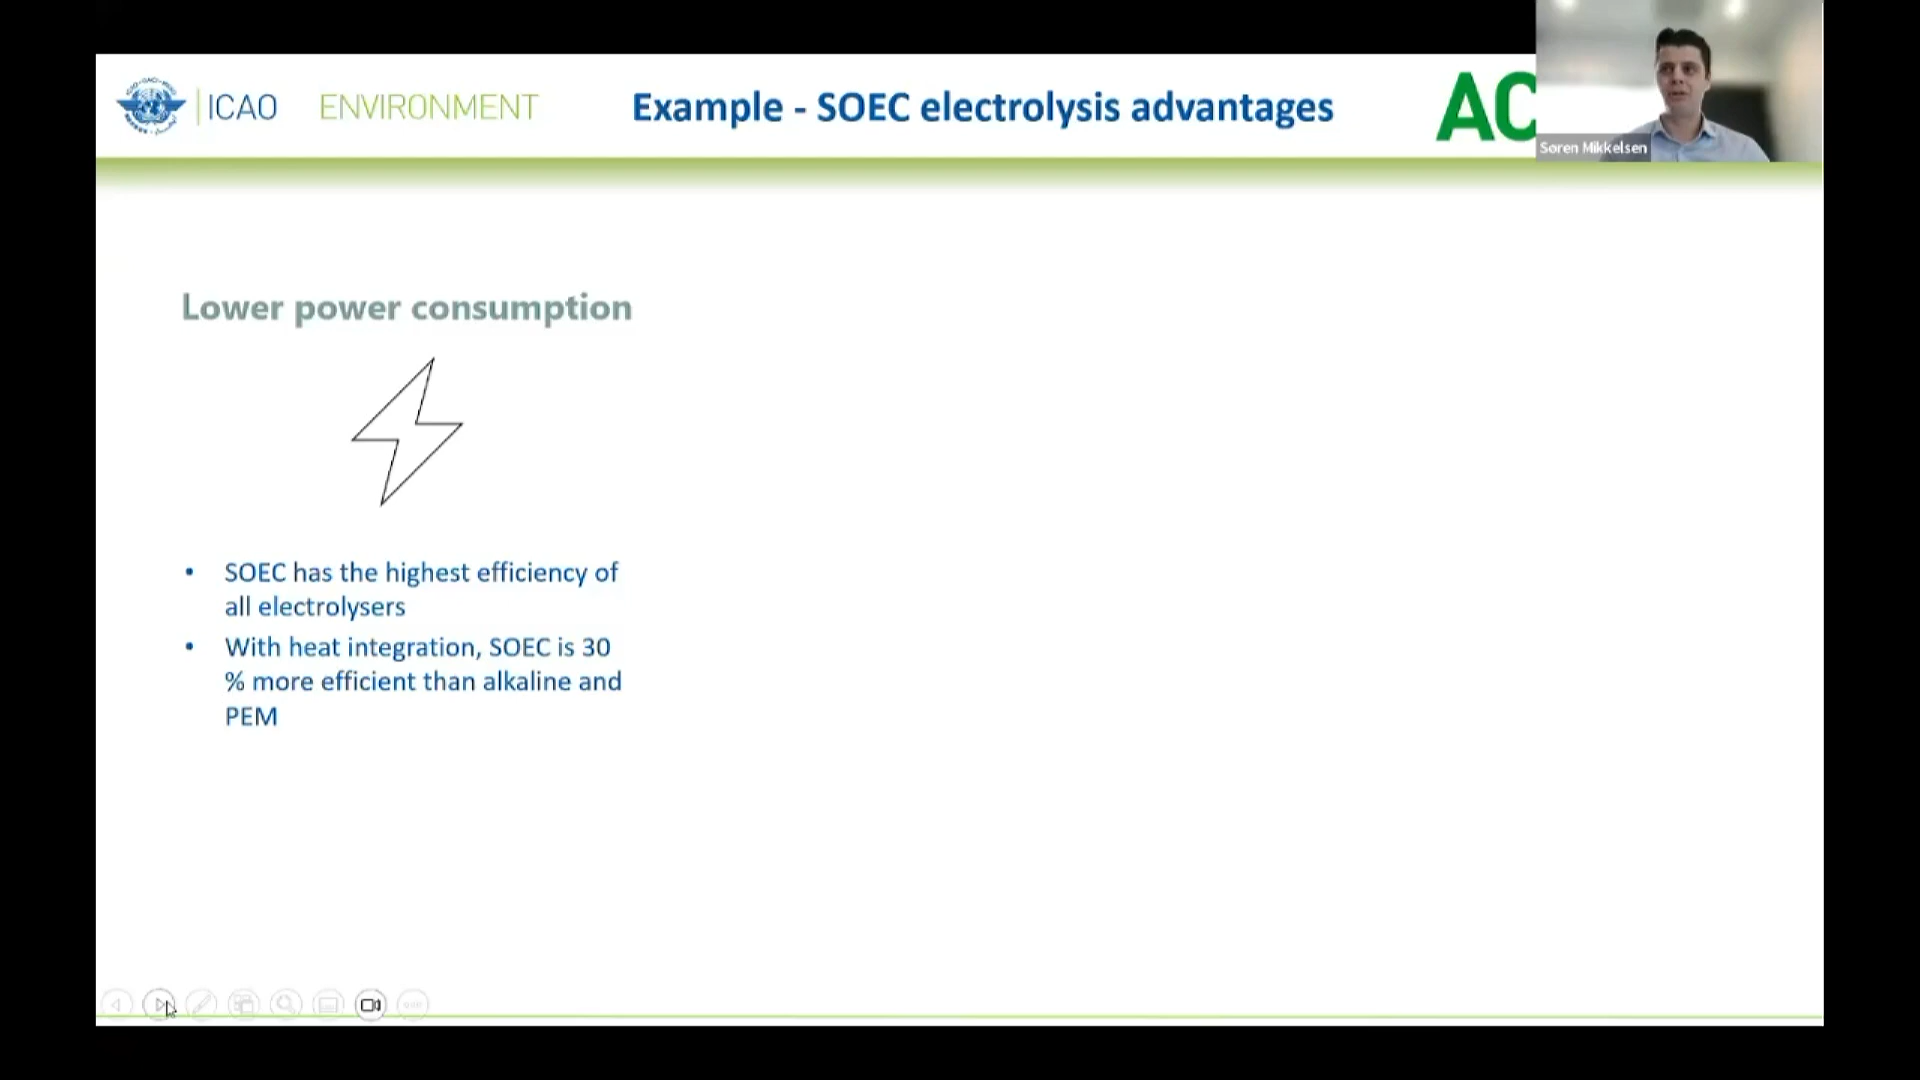 ICAO ENVIRONMENT
Example - SOEC electrolysis advantages
AC
Søren Mikkelsen
Lower power consumption
• SOEC has the highest efficiency of
all electrolysers
• With heat integration, SOEC is 30
% more efficient than alkaline and
PEM